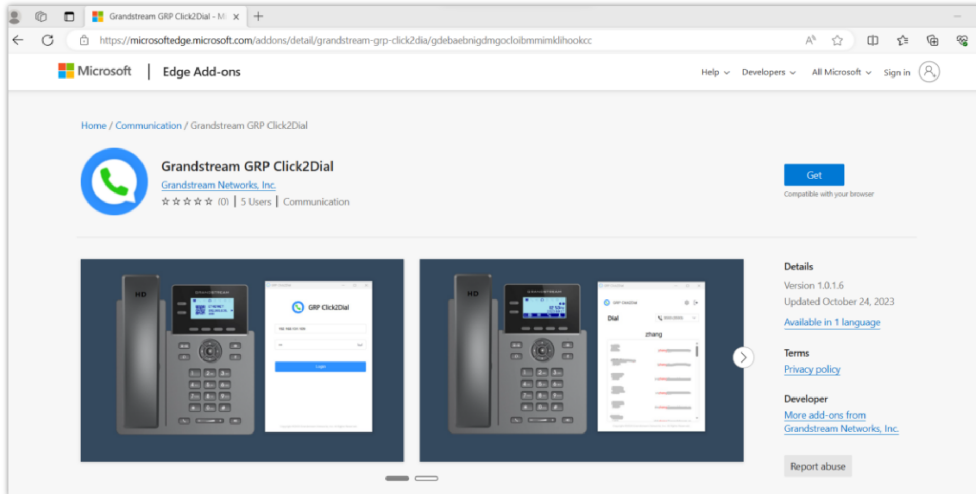 Grandstream GRP Click2Dial - Mi
https://microsoftedge.microsoft.com/addons/detail/grandstream-grp-click2dia/gdebaebnigdmgocloibmmimklihookcc
Microsoft | Edge Add-ons
Help
Developers
All Microsoft
Sign in
Home / Communication / Grandstream GRP Click2Dial
Grandstream GRP Click2Dial
Grandstream Networks, Inc.
(0) | 5 Users | Communication
Get
Compatible with your browser
HD
GRP Click2Dial
Login
HD
GRP Click2Dial
Dial
zhang
Details
Version 1.0.1.6
Updated October 24, 2023
Available in 1 language
Terms
Privacy policy
Developer
More add-ons from
Grandstream Networks, Inc.
Report abuse